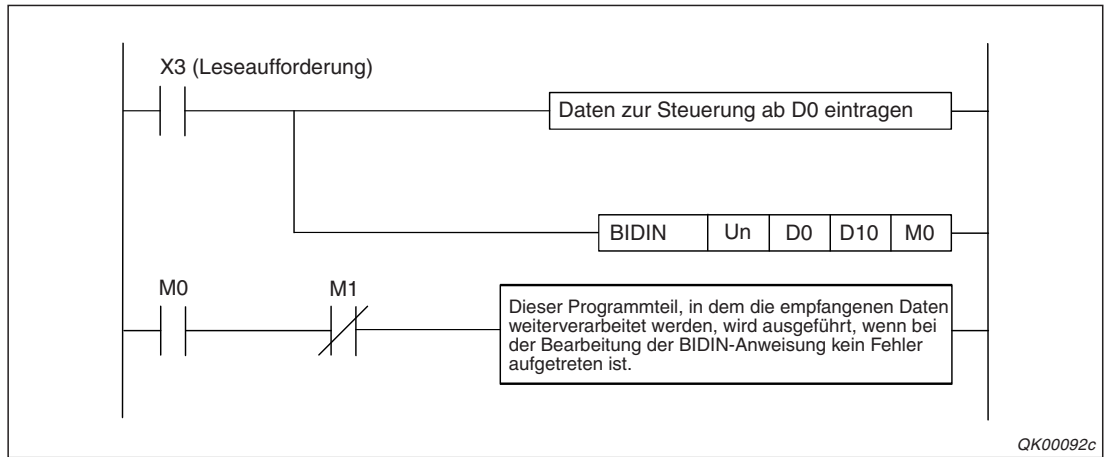 X3 (Leseaufforderung)
Daten zur Steuerung ab D0 eintragen
BIDIN Un D0 D10 M0
M0 M1
Dieser Programmteil, in dem die empfangenen Daten
weiterverarbeitet werden, wird ausgeführt, wenn bei
der Bearbeitung der BIDIN-Anweisung kein Fehler
aufgetreten ist.
QK00092c